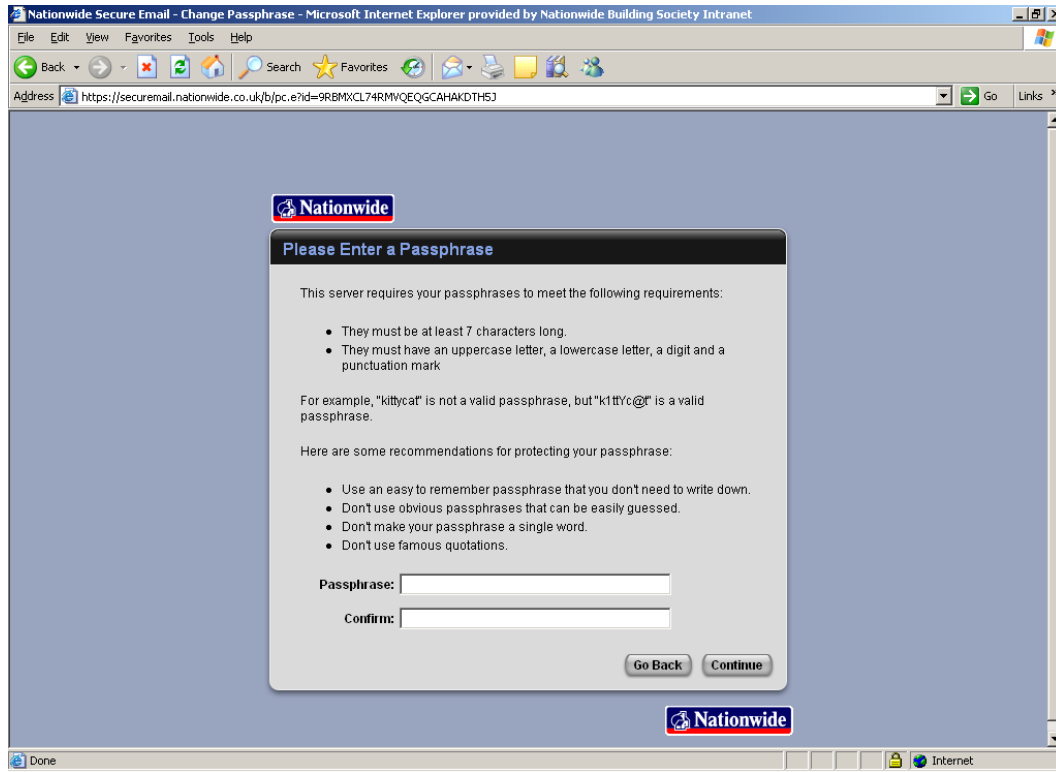 Nationwide Secure Email - Change Passphrase - Microsoft Internet Explorer provided by Nationwide Building Society Intranet
File Edit View Favorites Tools Help
Back Search Favorites
Address https://securemail.nationwide.co.uk/b/pc.e?id=9RBMXCL74RMVQEQGCAHAKDTH5J Go Links »
Nationwide
Please Enter a Passphrase
This server requires your passphrases to meet the following requirements:
• They must be at least 7 characters long.
• They must have an uppercase letter, a lowercase letter, a digit and a
punctuation mark
For example, "kittycat" is not a valid passphrase, but "k1ttYc@t" is a valid
passphrase.
Here are some recommendations for protecting your passphrase:
• Use an easy to remember passphrase that you don't need to write down.
• Don't use obvious passphrases that can be easily guessed.
• Don't make your passphrase a single word.
• Don't use famous quotations.
Passphrase:
Confirm:
Go Back Continue
Nationwide
Done Internet